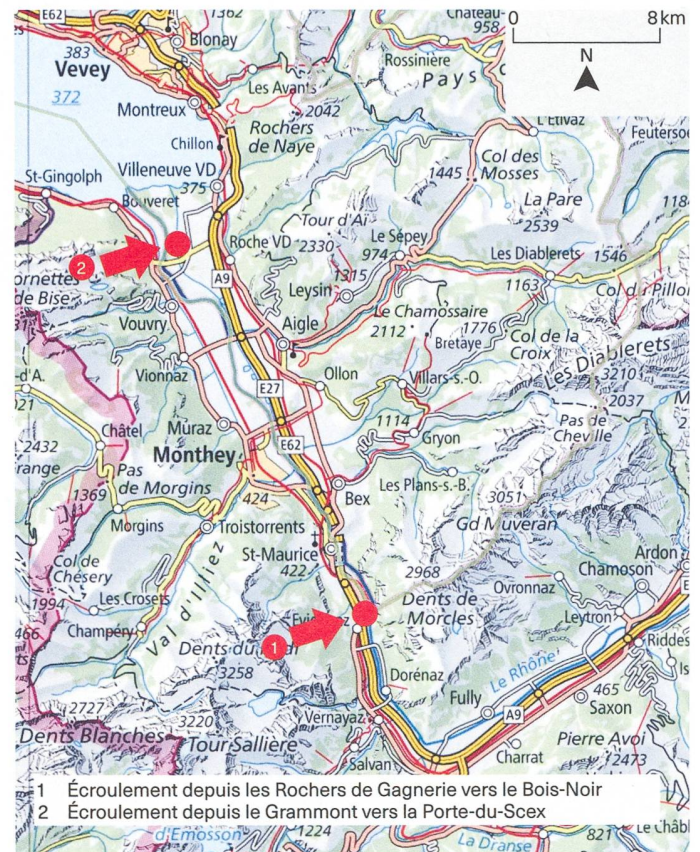 E62
1362
Château-
958
0 8 km
N
383
Blonay
Rossinière
Vevey
Pays
372
Les Avants
2042
Montreux
Rochers
de Naye
L'Etivaz
Chillon
Col des
Mosses
1445
Villeneuve VD
375
St-Gingolph
Bouveret
La Pare
2539
118
Tour d'Aï
2330
Le Sépey
974
Roche VD
Les Diablerets
1546
2
1315
1163
A9
Leysin
Col du Pillon
ornettes
de Bise
Le Chamossaire
2112
1776
Bretaye
Col de la
Croix
Vouvry
Aigle
Les Diablerets
32101
2037
Vionnaz
E27
Ollon
Villars-s.-O.
-d'A.
Châtel
Muraz
E62
1114
Gryon
Pas de
Cheville
2432
Monthey
Pas
de Morgins
1369
424
Bex
Les Plans-s.-B.
3051
Morgins
Troistorrents
Gd Muveran
St-Maurice
422
Ardon
Col de
Chésery
2968
Chamoson
1994
Les Crosets
Val d'Illiez
Dents de
Morcles
Ovronnaz
Leytron
466
Champéry
1
Riddes
3258
Dorénaz
Le Rhône
2727
Fully
465
Saxon
3220
Vernayaz
A9
Dents Blanches
Tour Sallière
Pierre Avoi
2473
Salvan
Charrat
1 Écroulement depuis les Rochers de Gagnerie vers le Bois-Noir
2 Écroulement depuis le Grammont vers la Porte-du-Scex
d'Emosson
1224
La Dranse
821